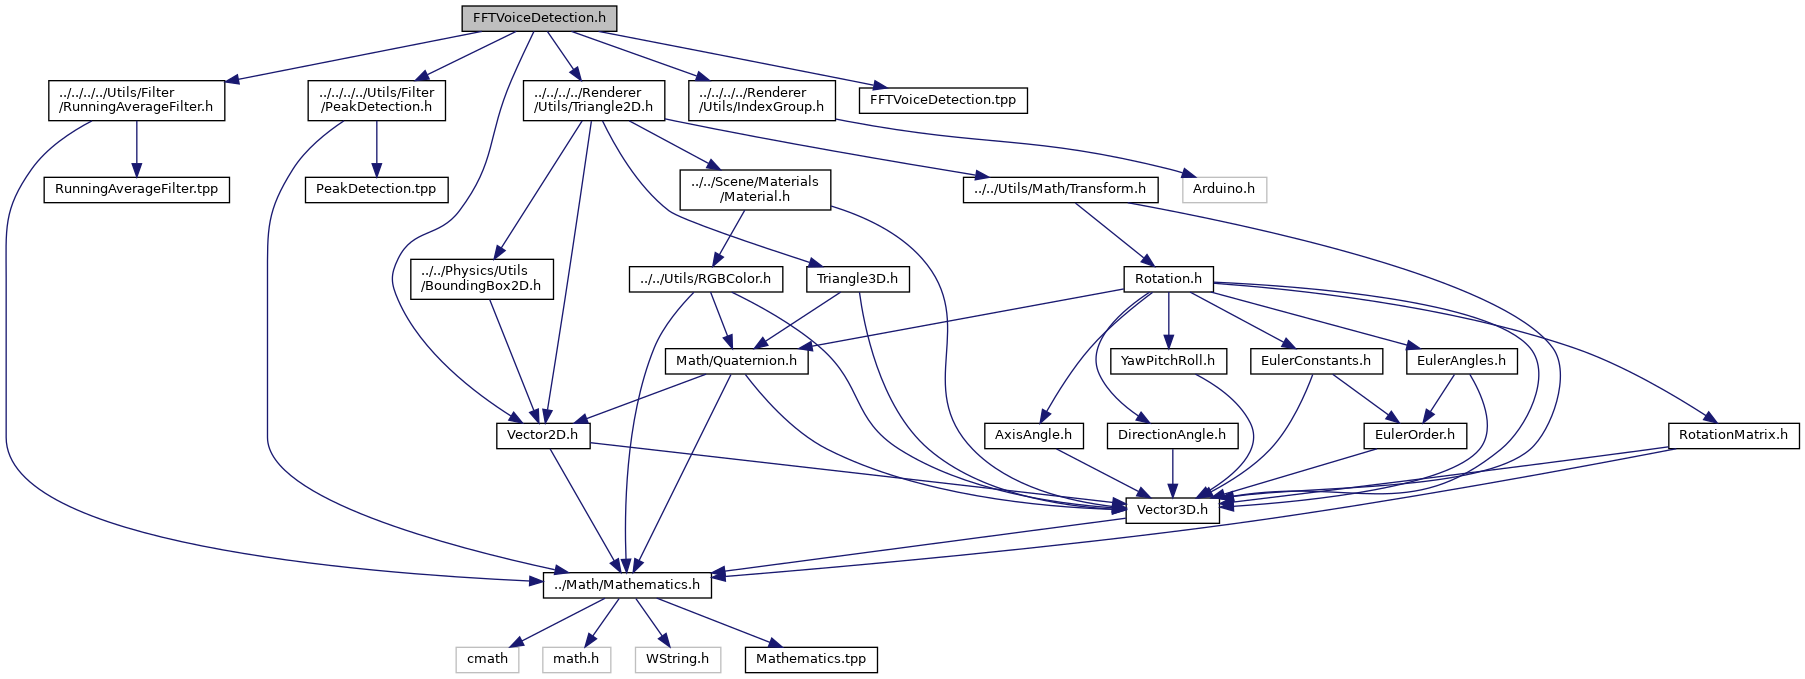 FFTVoiceDetection.h
../../../../Utils/Filter
/RunningAverageFilter.h
../../../../Utils/Filter
/PeakDetection.h
../../../../Renderer
/Utils/Triangle2D.h
../../../../Renderer
/Utils/IndexGroup.h
FFTVoiceDetection.tpp
RunningAverageFilter.tpp
PeakDetection.tpp
../../Scene/Materials
/Material.h
../../Utils/Math/Transform.h
Arduino.h
../../Physics/Utils
/BoundingBox2D.h
../../Utils/RGBColor.h
Triangle3D.h
Rotation.h
Math/Quaternion.h
YawPitchRoll.h
EulerConstants.h
EulerAngles.h
Vector2D.h
AxisAngle.h
DirectionAngle.h
EulerOrder.h
RotationMatrix.h
Vector3D.h
../Math/Mathematics.h
cmath
math.h
WString.h
Mathematics.tpp